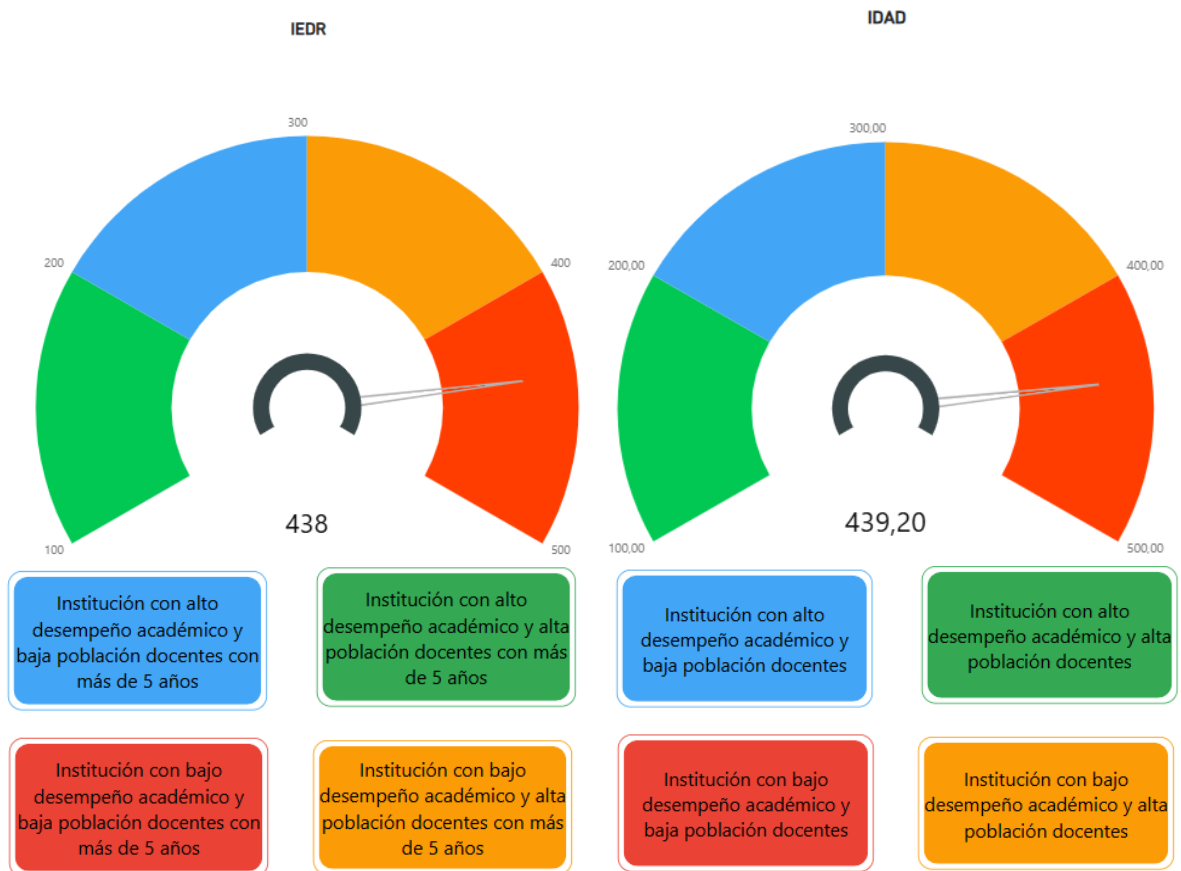 IEDR
300
200
400
438
100
500
Institución con alto
desempeño académico y
baja población docentes con
más de 5 años
Institución con alto
desempeño académico y alta
población docentes con más
de 5 años
Institución con bajo
desempeño académico y
baja población docentes con
más de 5 años
Institución con bajo
desempeño académico y alta
población docentes con más
de 5 años
IDAD
300,00
200,00
400,00
439,20
100,00
500,00
Institución con alto
desempeño académico y
baja población docentes
Institución con alto
desempeño académico y alta
población docentes
Institución con bajo
desempeño académico y
baja población docentes
Institución con bajo
desempeño académico y alta
población docentes